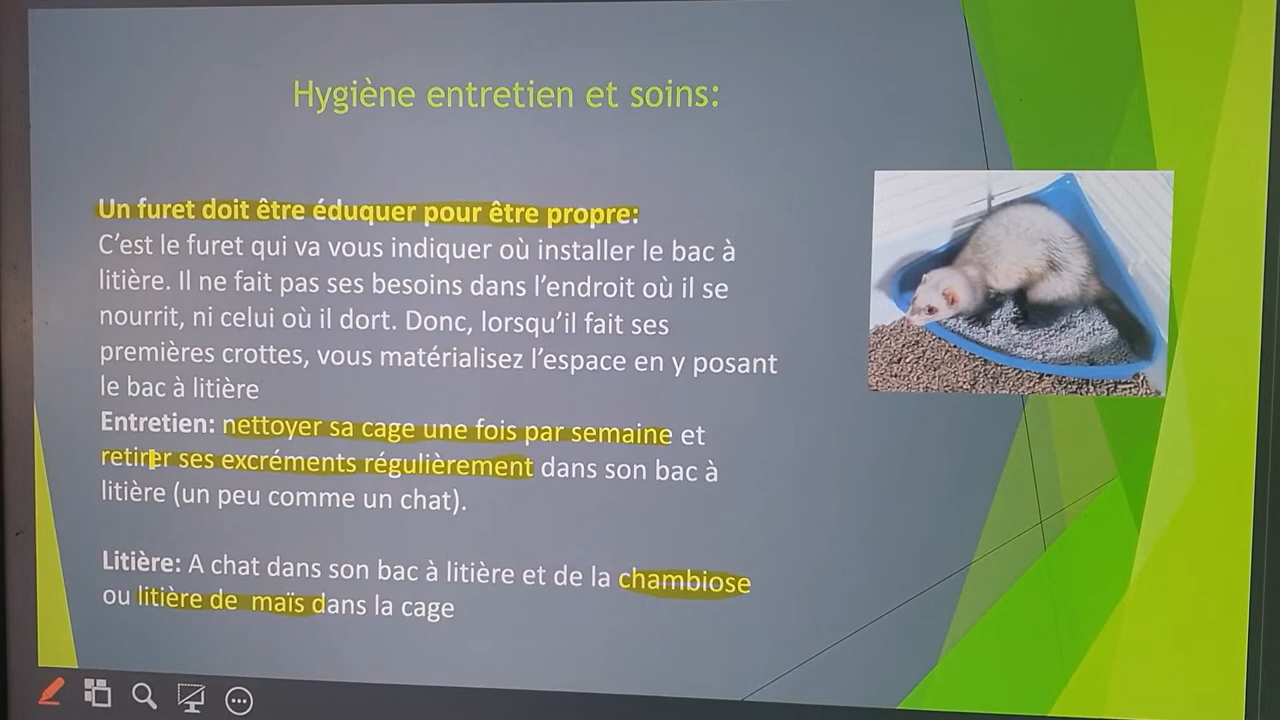 Hygiène entretien et soins:
Un furet doit être éduquer pour être propre:
C'est le furet qui va vous indiquer où installer le bac à
litière. Il ne fait pas ses besoins dans l'endroit où il se
nourrit, ni celui où il dort. Donc, lorsqu'il fait ses
premières crottes, vous matérialisez l'espace en y posant
le bac à litière
Entretien: nettoyer sa cage une fois par semaine et
retirer ses excréments régulièrement dans son bac à
litière (un peu comme un chat).
Litière: A chat dans son bac à litière et de la chambiose
ou litière de maïs dans la cage